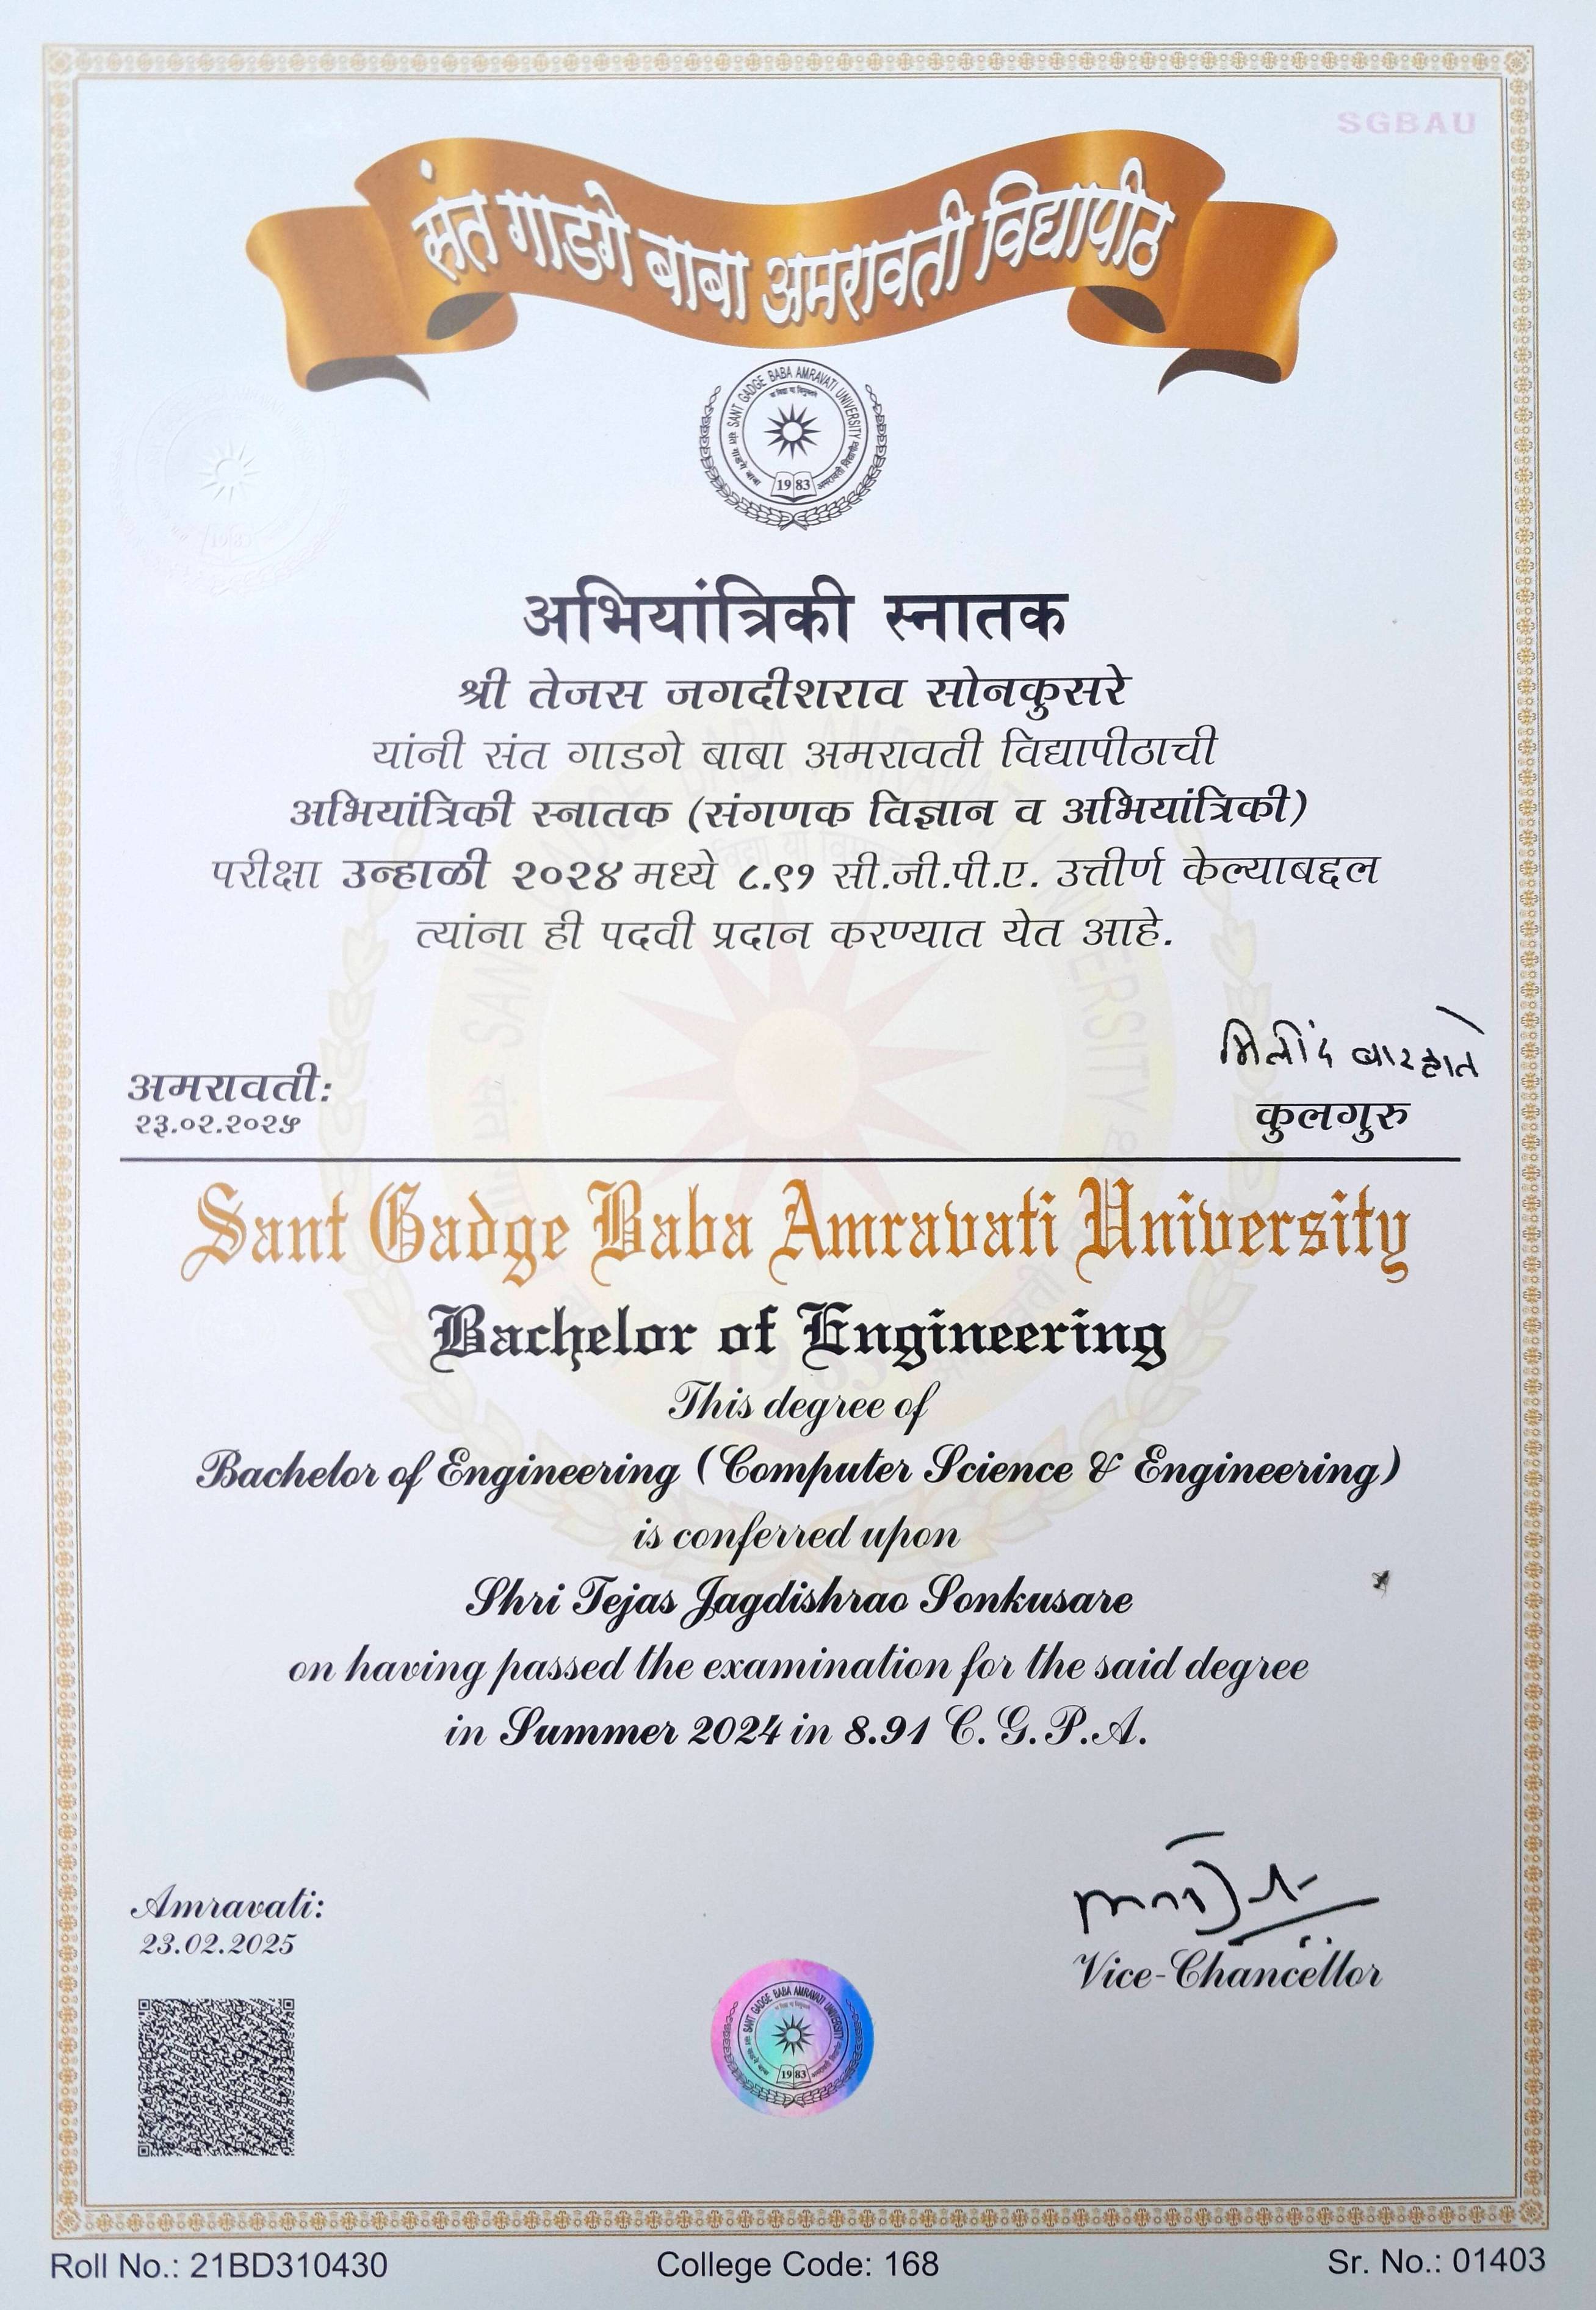 SGBAU
संत गाडगे बाबा अमरावती विद्यापीठ
SANT GADGE BABA AMRAVATI UNIVERSITY
1983
अभियांत्रिकी स्नातक
श्री तेजस जगदीशराव सोनकुसरे
यांनी संत गाडगे बाबा अमरावती विद्यापीठाची
अभियांत्रिकी स्नातक (संगणक विज्ञान व अभियांत्रिकी)
परीक्षा उन्हाळी २०२४ मध्ये ८.९१ सी.जी.पी.ए. उत्तीर्ण केल्याबद्दल
त्यांना ही पदवी प्रदान करण्यात येत आहे.
मिलींद बारहाते
अमरावती:
कुलगुरु
२३.०२.२०२५
Sant Gadge Baba Amravati University
Bachelor of Engineering
This degree of
Bachelor of Engineering (Computer Science & Engineering)
is conferred upon
Shri Tejas Jagdishrao Sonkusare
on having passed the examination for the said degree
in Summer 2024 in 8.91 C.G.P.A.
Amravati:
23.02.2025
Vice-Chancellor
SANT GADGE BABA AMRAVATI UNIVERSITY
1983
Roll No.: 21BD310430
College Code: 168
Sr. No.: 01403